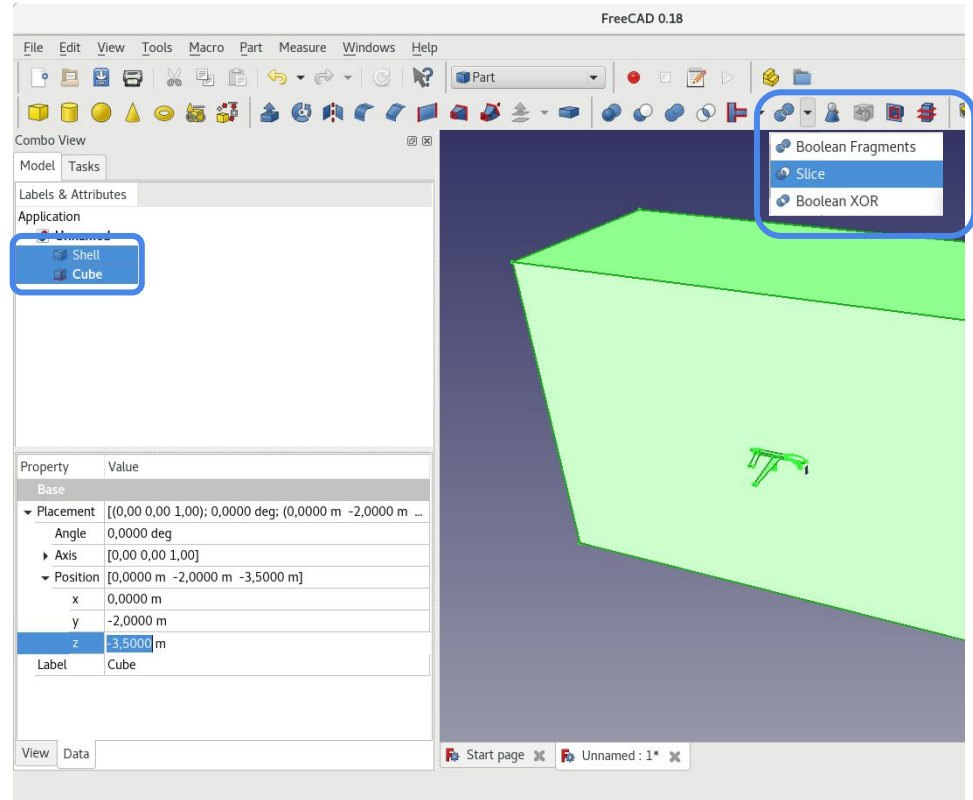 FreeCAD 0.18
File Edit View Tools Macro Part Measure Windows Help
Part
Combo View
Model Tasks
Labels & Attributes
Application
Unnamed
Shell
Cube
Boolean Fragments
Slice
Boolean XOR
Property Value
Base
Placement [(0,00 0,00 1,00); 0,0000 deg; (0,0000 m -2,0000 m ...
Angle 0,0000 deg
Axis [0,00 0,00 1,00]
Position [0,0000 m -2,0000 m -3,5000 m]
x 0,0000 m
y -2,0000 m
z -3,5000 m
Label Cube
View Data
Start page Unnamed : 1*